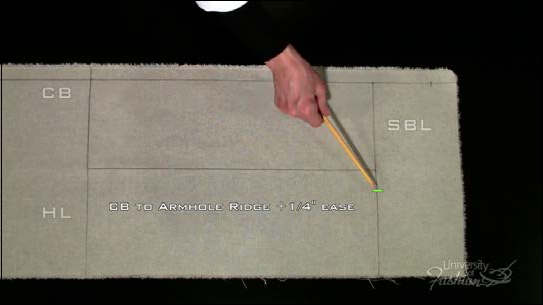 CB
SBL
CB to Armhole Ridge +1/4" ease
HL
University
of
Fashion